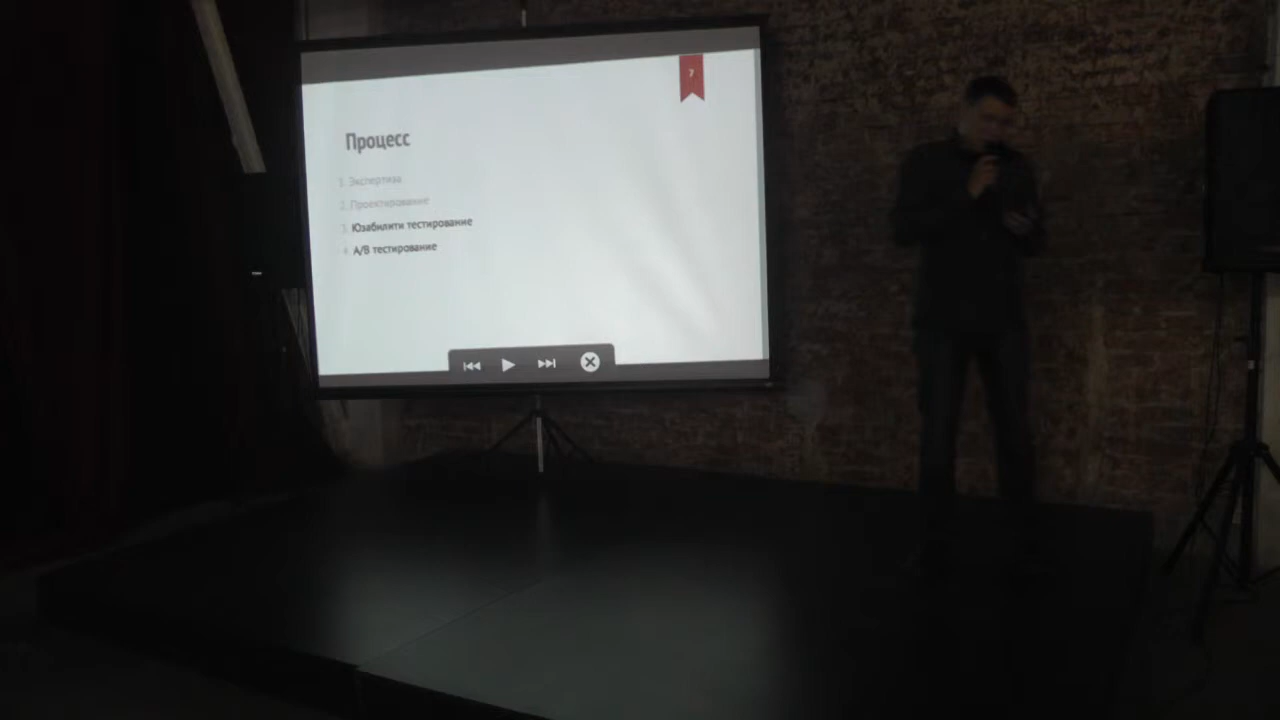 7
Процесс
1. Экспертиза
2. Проектирование
3. Юзабилити тестирование
4. А/В тестирование